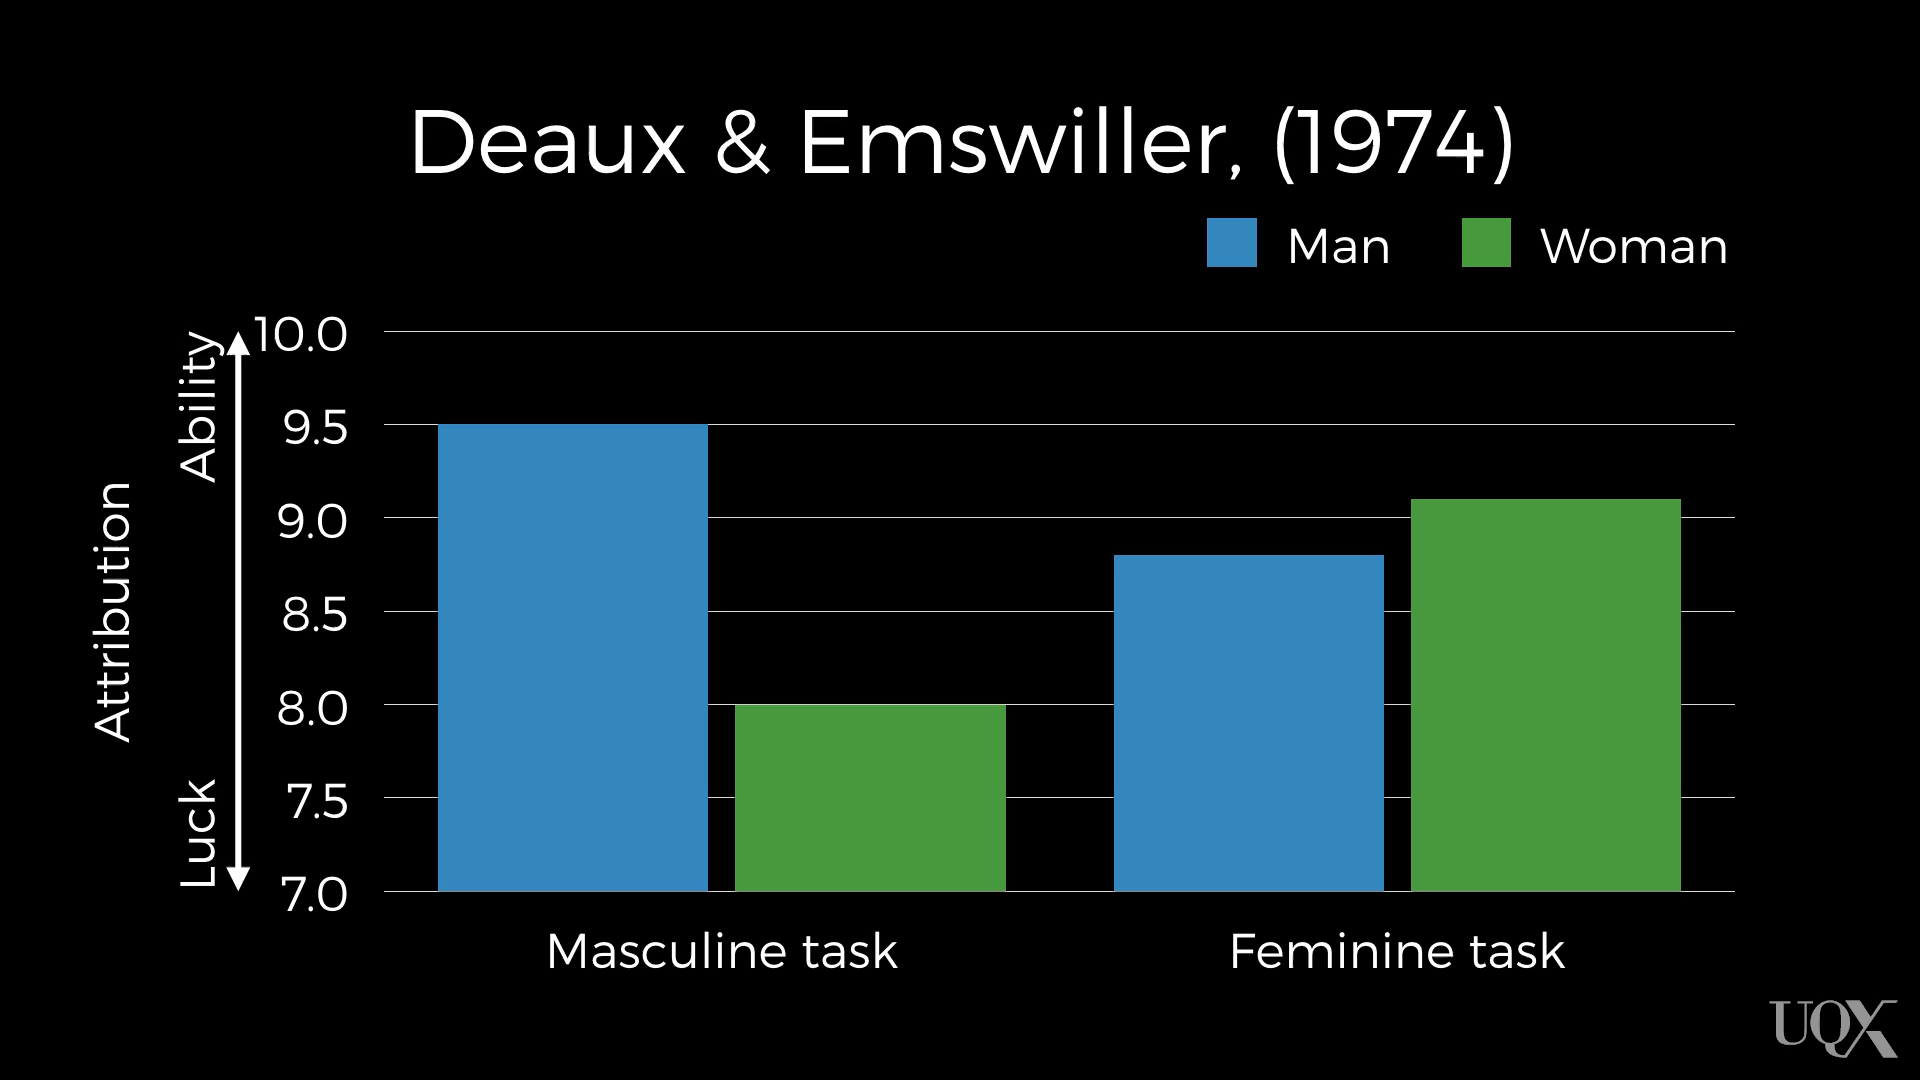 Deaux & Emswiller, (1974)
Man
Woman
Attribution
Ability
Luck
10.0
9.5
9.0
8.5
8.0
7.5
7.0
Masculine task
Feminine task
UQX